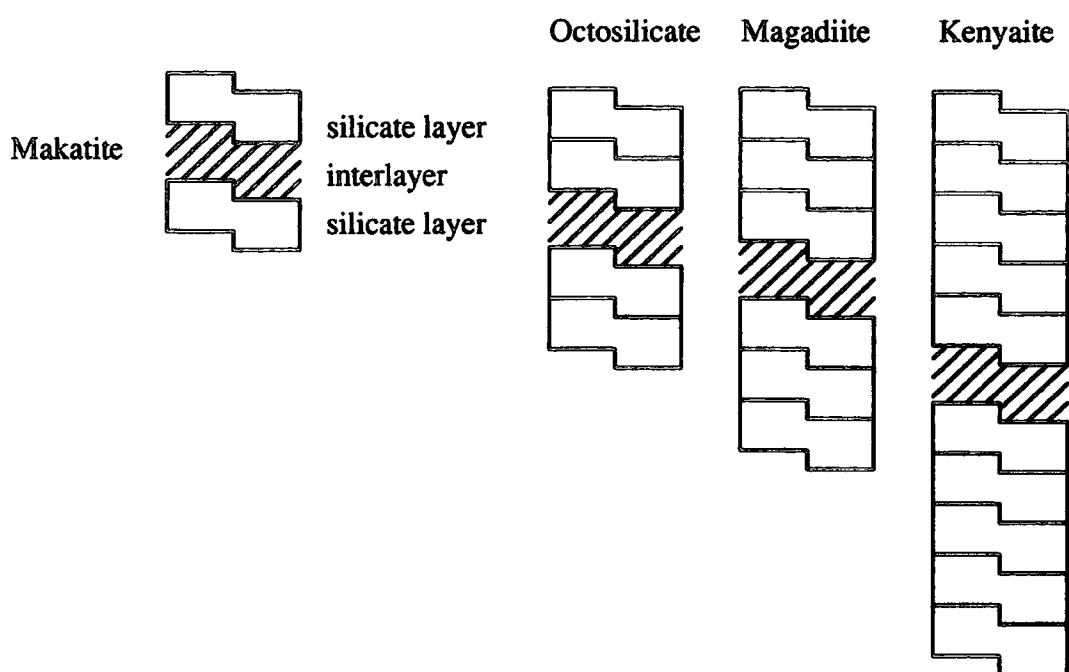 Octosilicate Magadiite Kenyaite
Makatite
silicate layer
interlayer
silicate layer